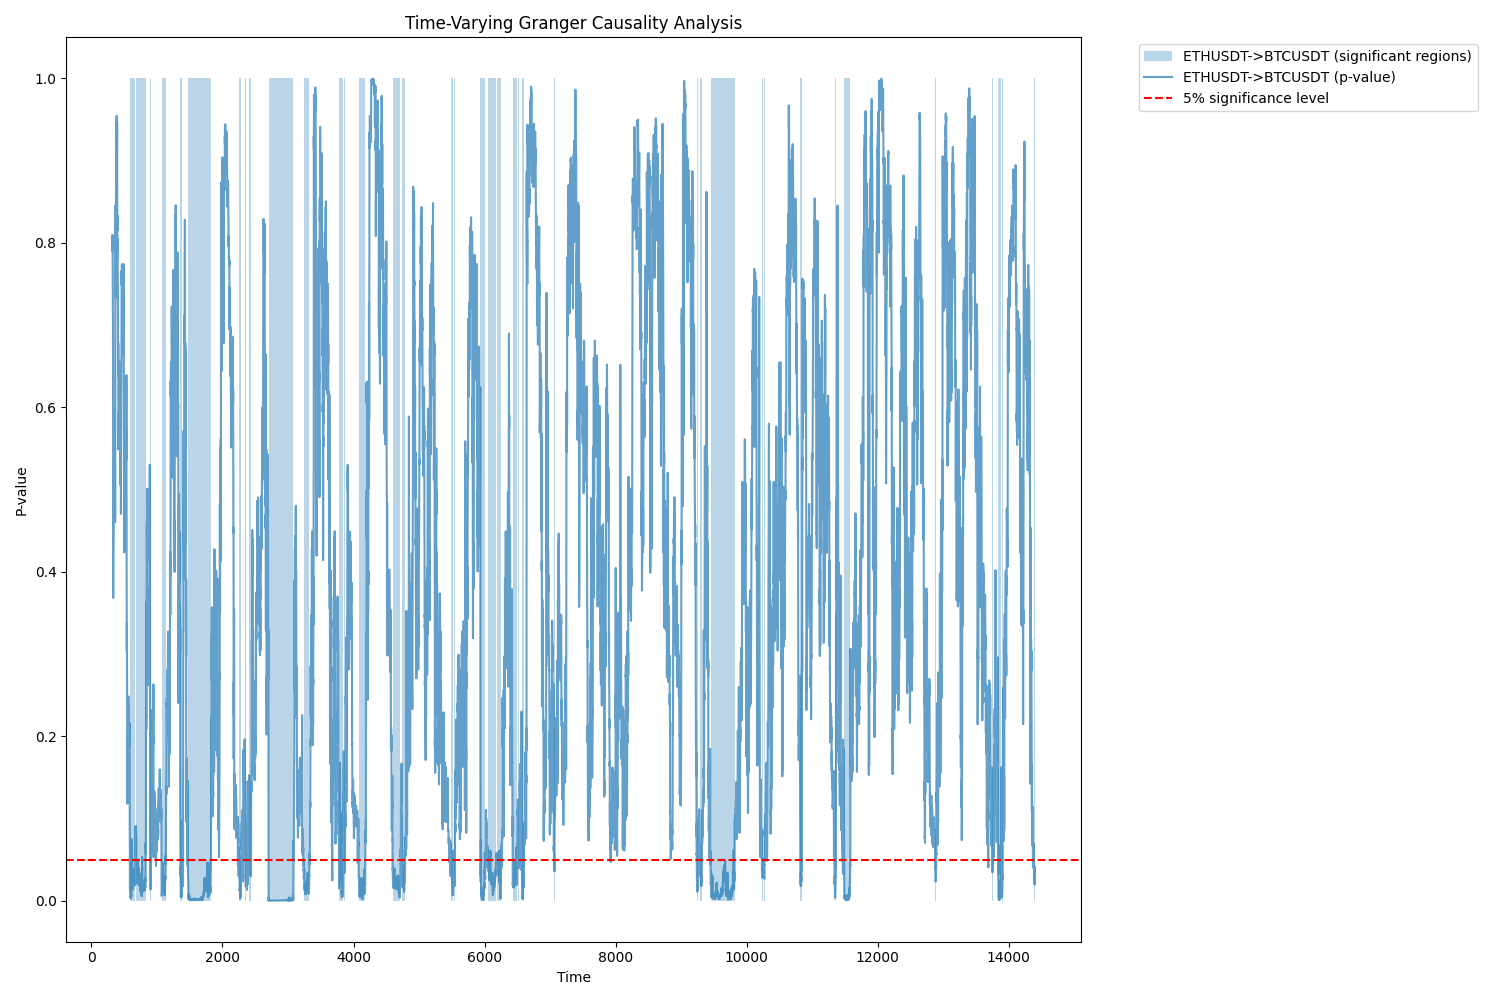 Time-Varying Granger Causality Analysis
ETHUSDT->BTCUSDT (significant regions)
ETHUSDT->BTCUSDT (p-value)
5% significance level
1.0
0.8
0.6
0.4
0.2
0.0
P-value
0 2000 4000 6000 8000 10000 12000 14000
Time